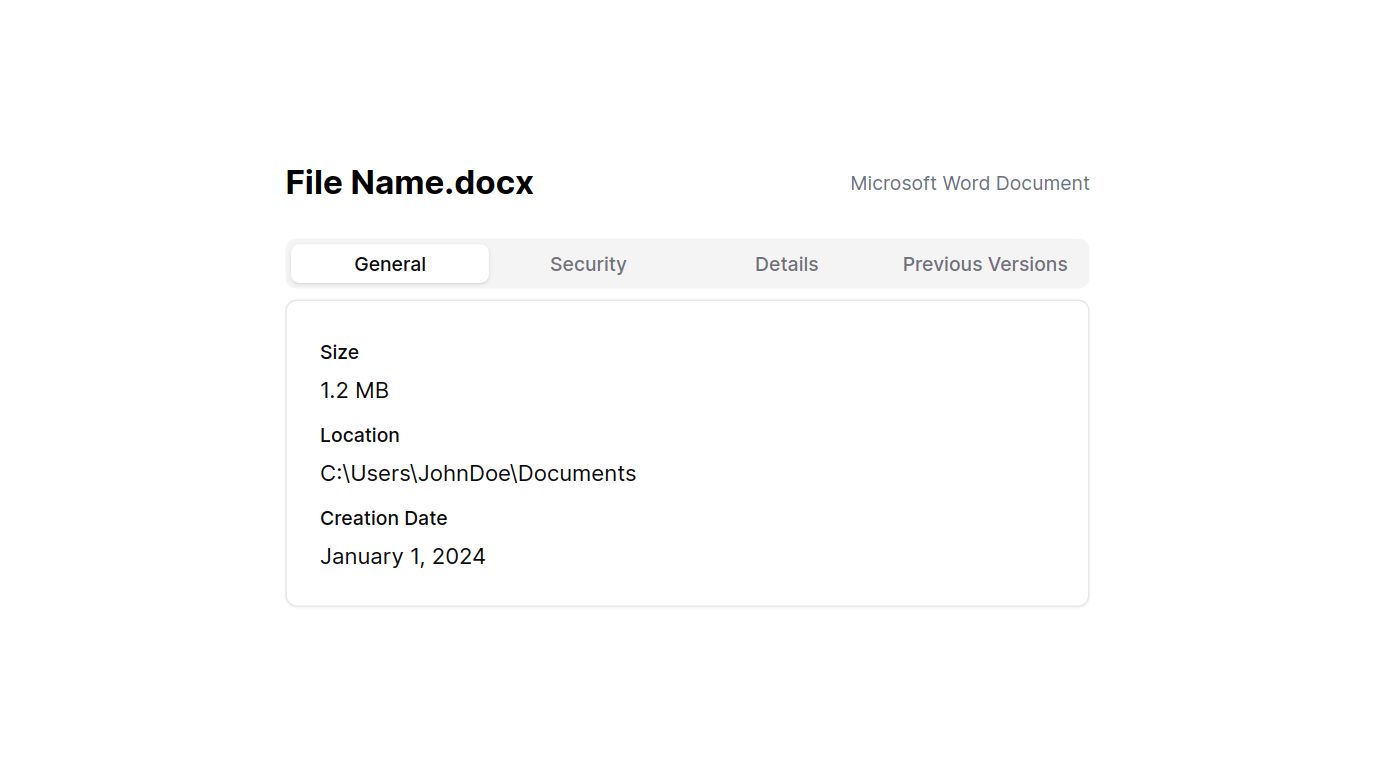 File Name.docx
Microsoft Word Document
General
Security
Details
Previous Versions
Size
1.2 MB
Location
C:\Users\JohnDoe\Documents
Creation Date
January 1, 2024